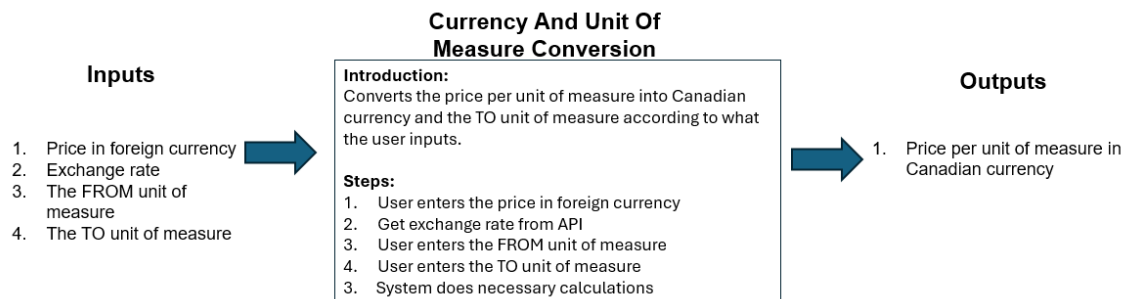 Currency And Unit Of
Measure Conversion
Inputs
1. Price in foreign currency
2. Exchange rate
3. The FROM unit of
measure
4. The TO unit of measure
Introduction:
Converts the price per unit of measure into Canadian
currency and the TO unit of measure according to what
the user inputs.
Steps:
1. User enters the price in foreign currency
2. Get exchange rate from API
3. User enters the FROM unit of measure
4. User enters the TO unit of measure
3. System does necessary calculations
Outputs
1. Price per unit of measure in
Canadian currency